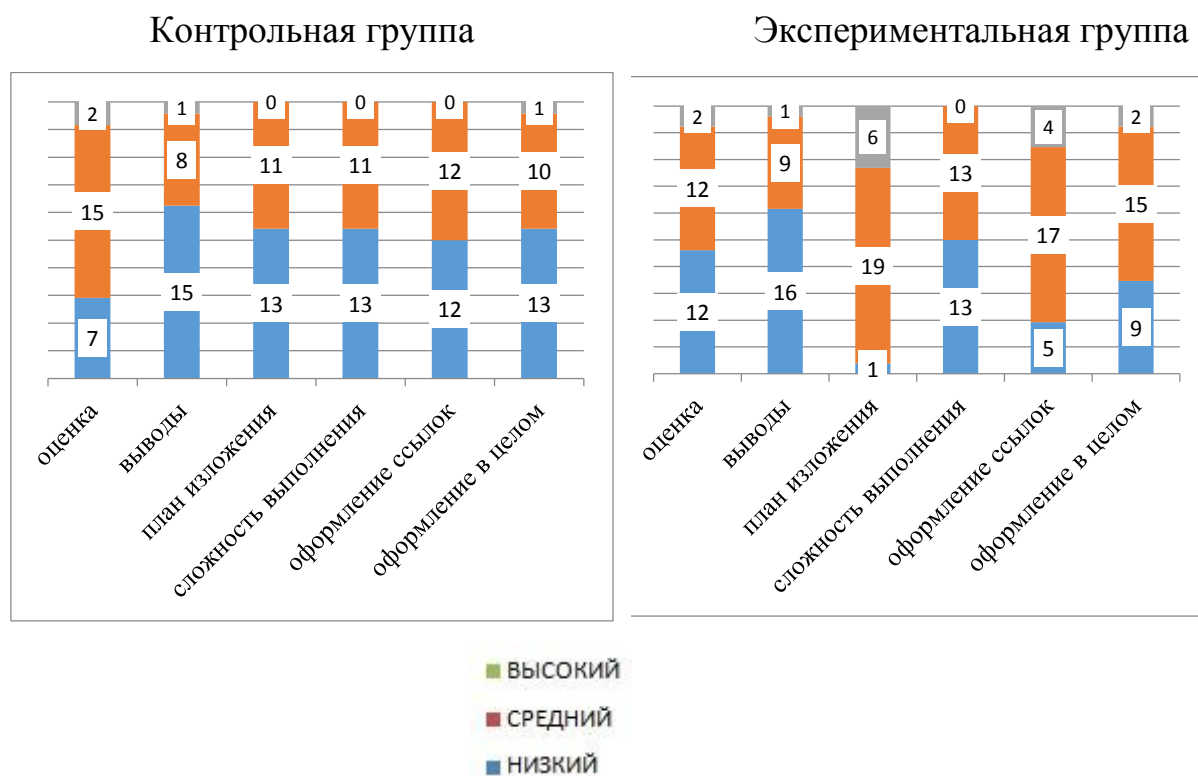 Контрольная группа
Экспериментальная группа
2 1 0 0 0 1
15 8 11 11 12 10
7 15 13 13 12 13
оценка
выводы
план изложения
сложность выполнения
оформление ссылок
оформление в целом
2 1 6 0 4 2
12 9 19 13 17 15
12 16 1 13 5 9
оценка
выводы
план изложения
сложность выполнения
оформление ссылок
оформление в целом
ВЫСОКИЙ
СРЕДНИЙ
НИЗКИЙ